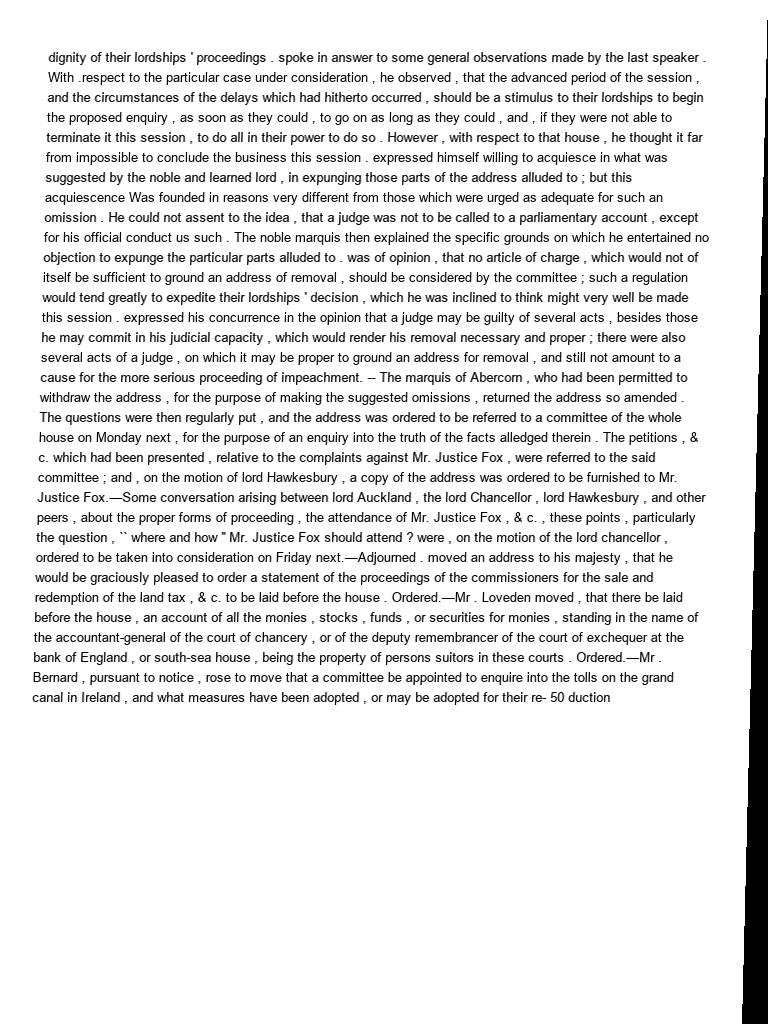 dignity of their lordships ' proceedings . spoke in answer to some general observations made by the last speaker .
With .respect to the particular case under consideration , he observed , that the advanced period of the session ,
and the circumstances of the delays which had hitherto occurred , should be a stimulus to their lordships to begin
the proposed enquiry , as soon as they could , to go on as long as they could , and , if they were not able to
terminate it this session , to do all in their power to do so . However , with respect to that house , he thought it far
from impossible to conclude the business this session . expressed himself willing to acquiesce in what was
suggested by the noble and learned lord , in expunging those parts of the address alluded to ; but this
acquiescence Was founded in reasons very different from those which were urged as adequate for such an
omission . He could not assent to the idea , that a judge was not to be called to a parliamentary account , except
for his official conduct us such . The noble marquis then explained the specific grounds on which he entertained no
objection to expunge the particular parts alluded to . was of opinion , that no article of charge , which would not of
itself be sufficient to ground an address of removal , should be considered by the committee ; such a regulation
would tend greatly to expedite their lordships ' decision , which he was inclined to think might very well be made
this session . expressed his concurrence in the opinion that a judge may be guilty of several acts , besides those
he may commit in his judicial capacity , which would render his removal necessary and proper ; there were also
several acts of a judge , on which it may be proper to ground an address for removal , and still not amount to a
cause for the more serious proceeding of impeachment. -- The marquis of Abercorn , who had been permitted to
withdraw the address , for the purpose of making the suggested omissions , returned the address so amended .
The questions were then regularly put , and the address was ordered to be referred to a committee of the whole
house on Monday next , for the purpose of an enquiry into the truth of the facts alledged therein . The petitions , &
c. which had been presented , relative to the complaints against Mr. Justice Fox , were referred to the said
committee ; and , on the motion of lord Hawkesbury , a copy of the address was ordered to be furnished to Mr.
Justice Fox.—Some conversation arising between lord Auckland , the lord Chancellor , lord Hawkesbury , and other
peers , about the proper forms of proceeding , the attendance of Mr. Justice Fox , & c. , these points , particularly
the question , `` where and how " Mr. Justice Fox should attend ? were , on the motion of the lord chancellor ,
ordered to be taken into consideration on Friday next.—Adjourned . moved an address to his majesty , that he
would be graciously pleased to order a statement of the proceedings of the commissioners for the sale and
redemption of the land tax , & c. to be laid before the house . Ordered.—Mr . Loveden moved , that there be laid
before the house , an account of all the monies , stocks , funds , or securities for monies , standing in the name of
the accountant-general of the court of chancery , or of the deputy remembrancer of the court of exchequer at the
bank of England , or south-sea house , being the property of persons suitors in these courts . Ordered.—Mr .
Bernard , pursuant to notice , rose to move that a committee be appointed to enquire into the tolls on the grand
canal in Ireland , and what measures have been adopted , or may be adopted for their re- 50 duction